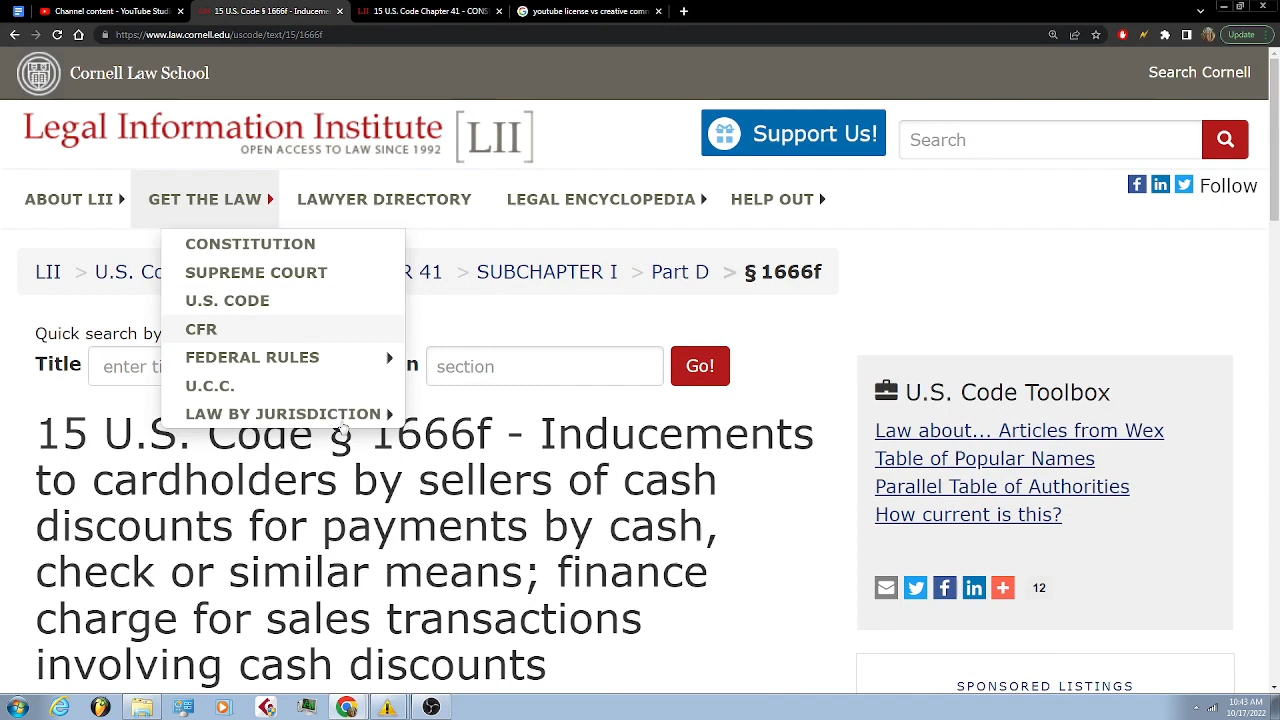 Channel content - YouTube Studi
15 U.S. Code § 1666f - Induceme
LII 15 U.S. Code Chapter 41 - CONS
youtube license vs creative comm
https://www.law.cornell.edu/uscode/text/15/1666f
Update
Cornell Law School
Search Cornell
Legal Information Institute [LII]
OPEN ACCESS TO LAW SINCE 1992
Support Us!
Search
ABOUT LII
GET THE LAW
LAWYER DIRECTORY
LEGAL ENCYCLOPEDIA
HELP OUT
Follow
CONSTITUTION
SUPREME COURT
U.S. CODE
CFR
FEDERAL RULES
U.C.C.
LAW BY JURISDICTION
LII > U.S. Co R 41 > SUBCHAPTER I > Part D > § 1666f
Quick search by
Title enter ti n section Go!
15 U.S. Code § 1666f - Inducements
to cardholders by sellers of cash
discounts for payments by cash,
check or similar means; finance
charge for sales transactions
involving cash discounts
U.S. Code Toolbox
Law about... Articles from Wex
Table of Popular Names
Parallel Table of Authorities
How current is this?
12
SPONSORED LISTINGS
10:43 AM
10/17/2022